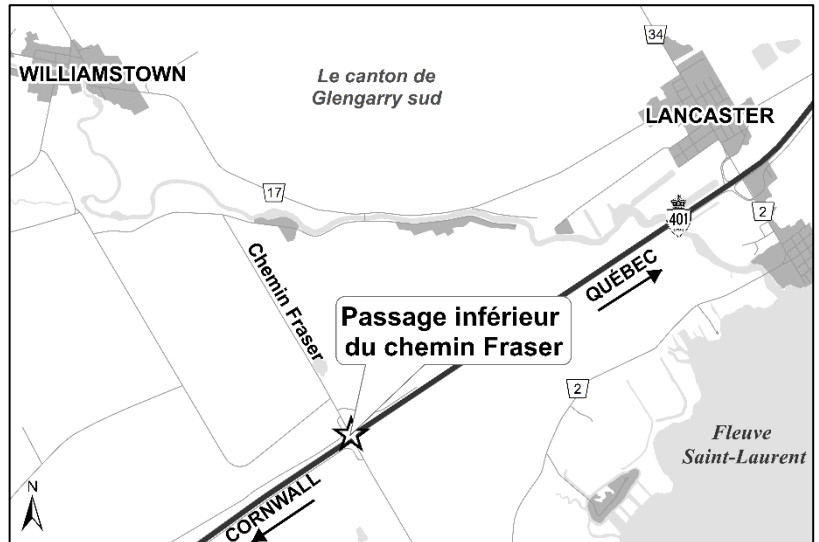 34
WILLIAMSTOWN
Le canton de
Glengarry sud
LANCASTER
17
2
401
Chemin Fraser
QUÉBEC
Passage inférieur
du chemin Fraser
2
Fleuve
Saint-Laurent
N
CORNWALL